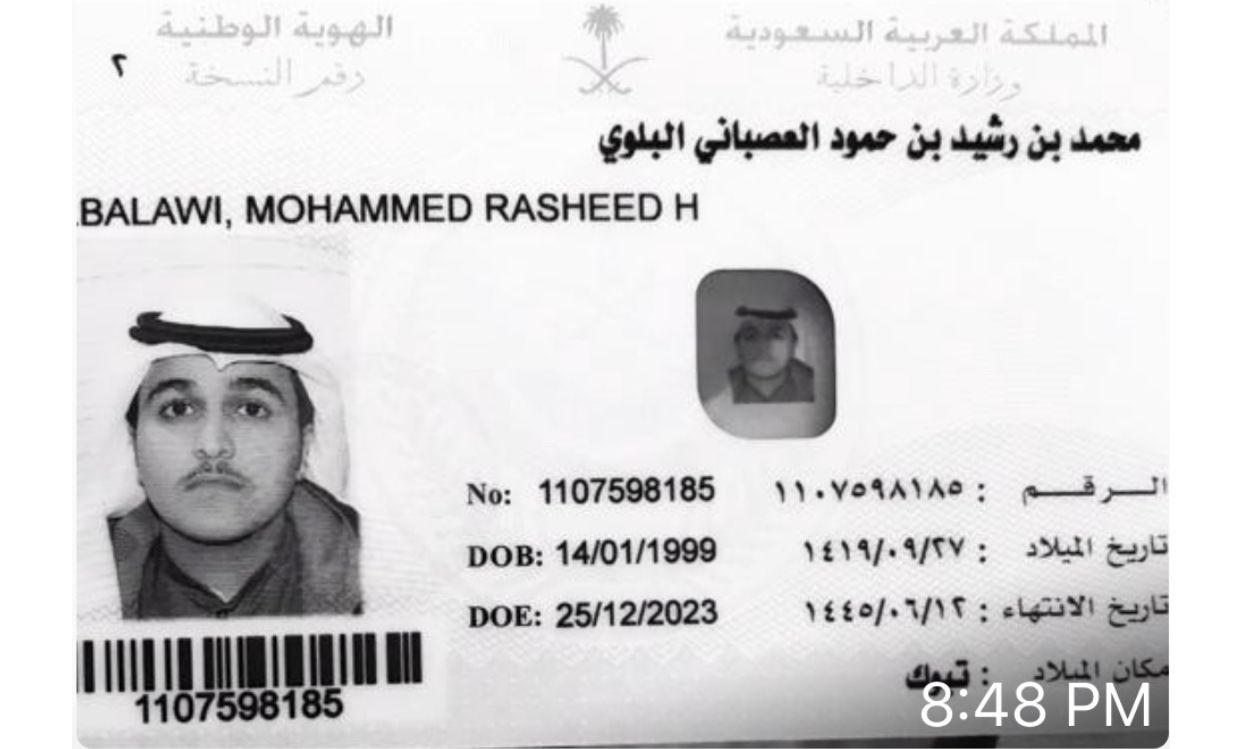 المملكة العربية السعودية
وزارة الداخلية
الهوية الوطنية
رقم النسخة
٢
محمد بن رشيد بن حمود العصباني البلوي
BALAWI, MOHAMMED RASHEED H
الرقم : ١١٠٧٥٩٨١٨٥ No: 1107598185
تاريخ الميلاد : ١٤١٩/٠٩/٢٧ DOB: 14/01/1999
تاريخ الانتهاء : ١٤٤٥/٠٦/١٢ DOE: 25/12/2023
مكان الميلاد : تبوك
1107598185
8:48 PM